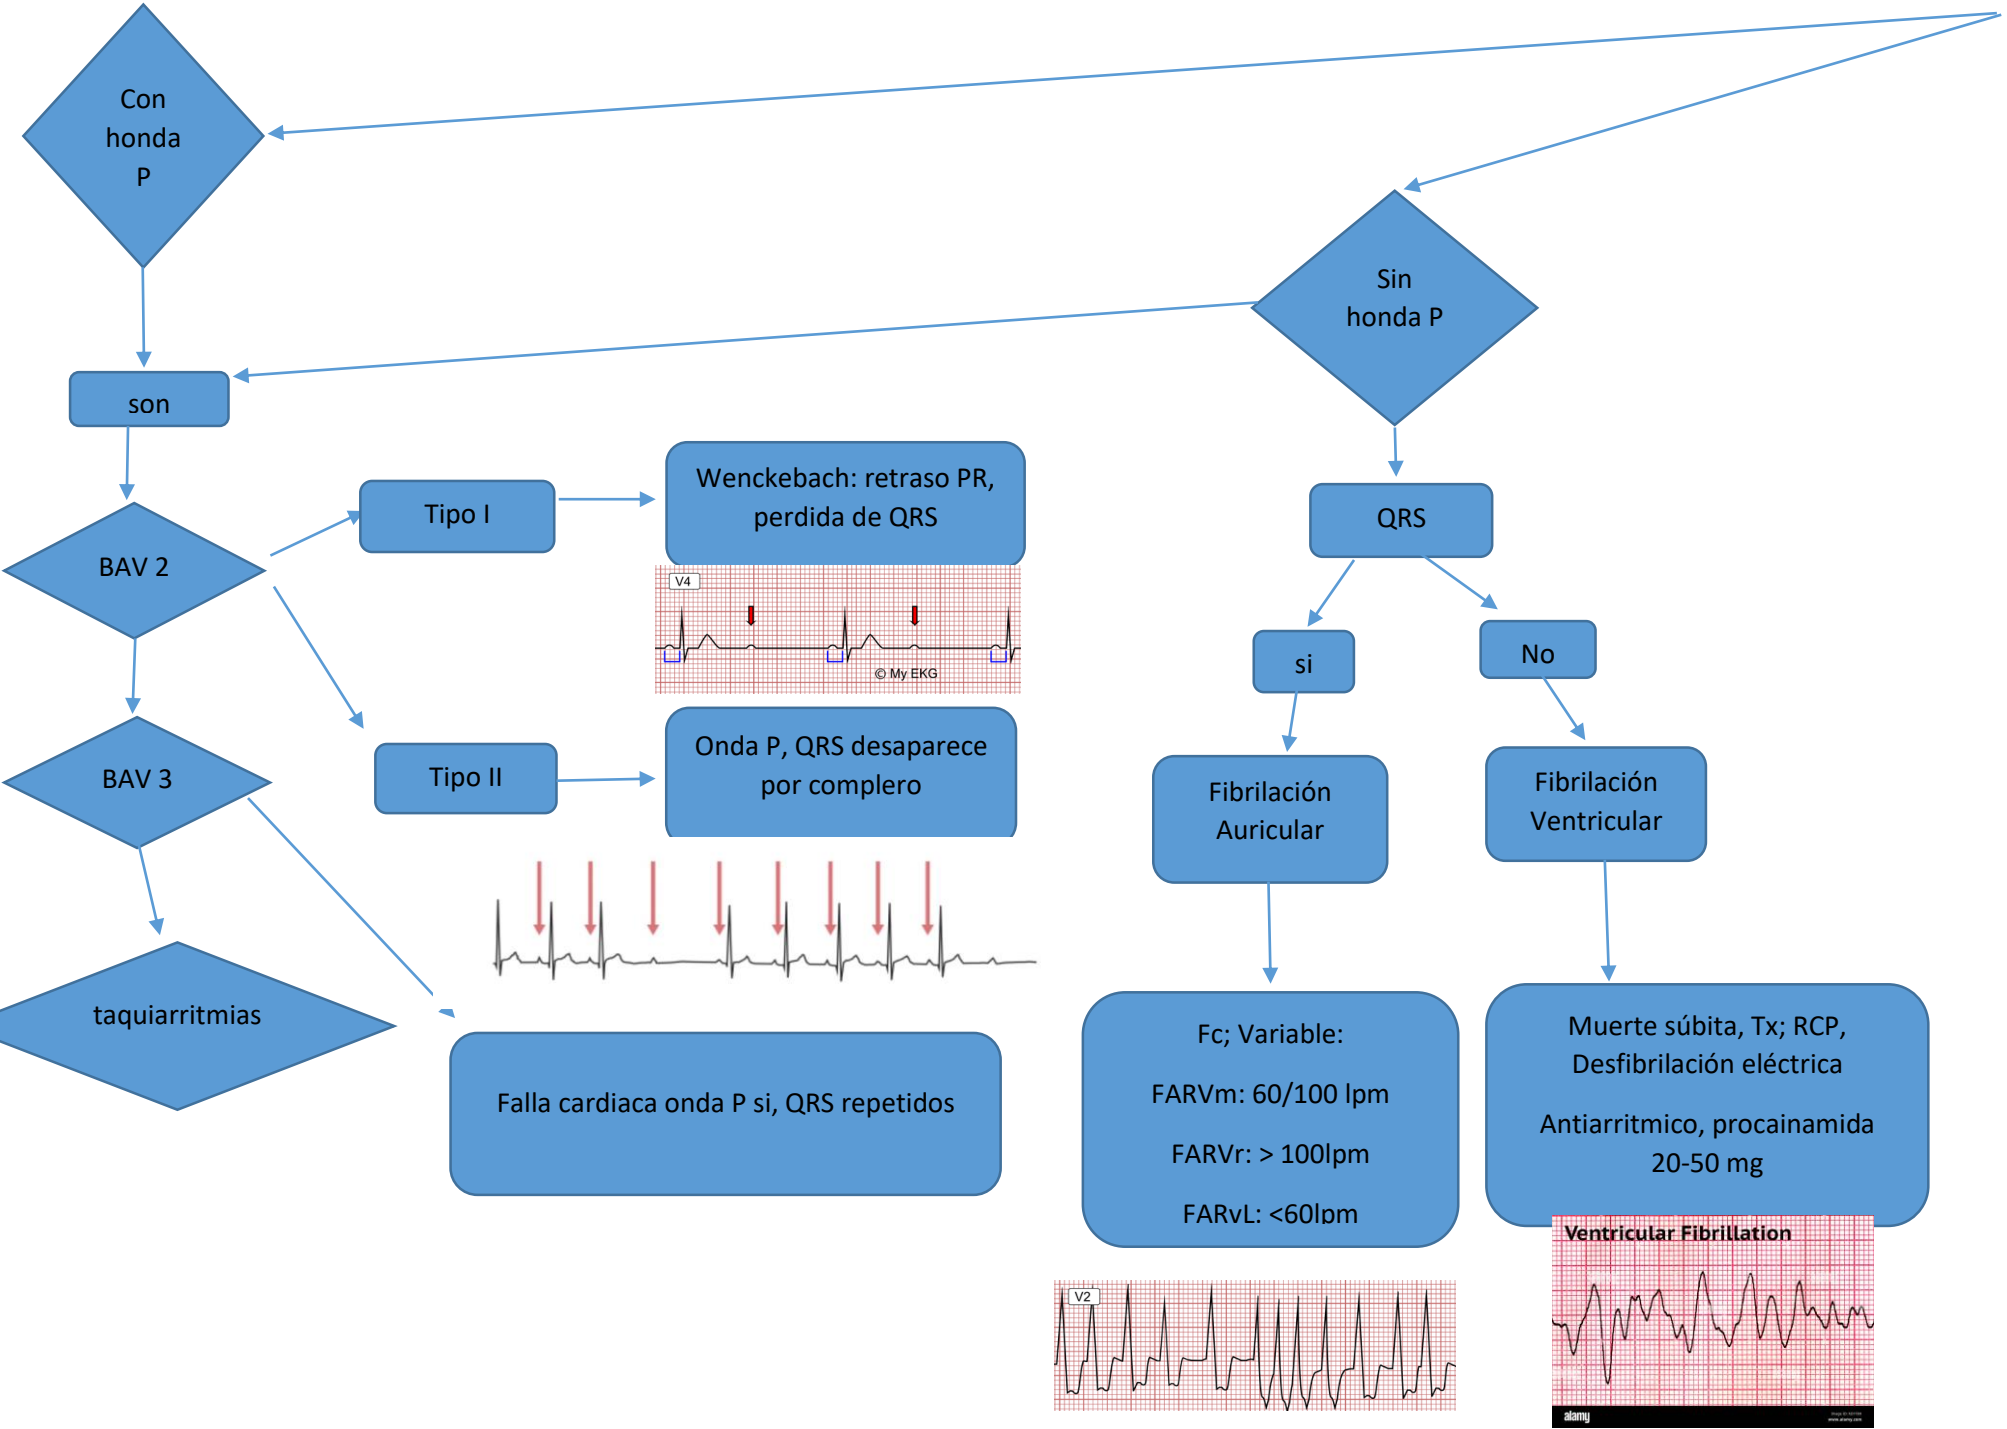 Con
honda
P
Sin
honda P
son
Wenckebach: retraso PR,
perdida de QRS
Tipo I
QRS
BAV 2
V4
© My EKG
si
No
Onda P, QRS desaparece
por complero
Tipo II
BAV 3
Fibrilación
Auricular
Fibrilación
Ventricular
taquiarritmias
Falla cardiaca onda P si, QRS repetidos
Fc; Variable:
FARVm: 60/100 lpm
FARVr: > 100lpm
FARvL: <60lpm
Muerte súbita, Tx; RCP,
Desfibrilación eléctrica
Antiarritmico, procainamida
20-50 mg
Ventricular Fibrillation
V2
alamy
www.alamy.com